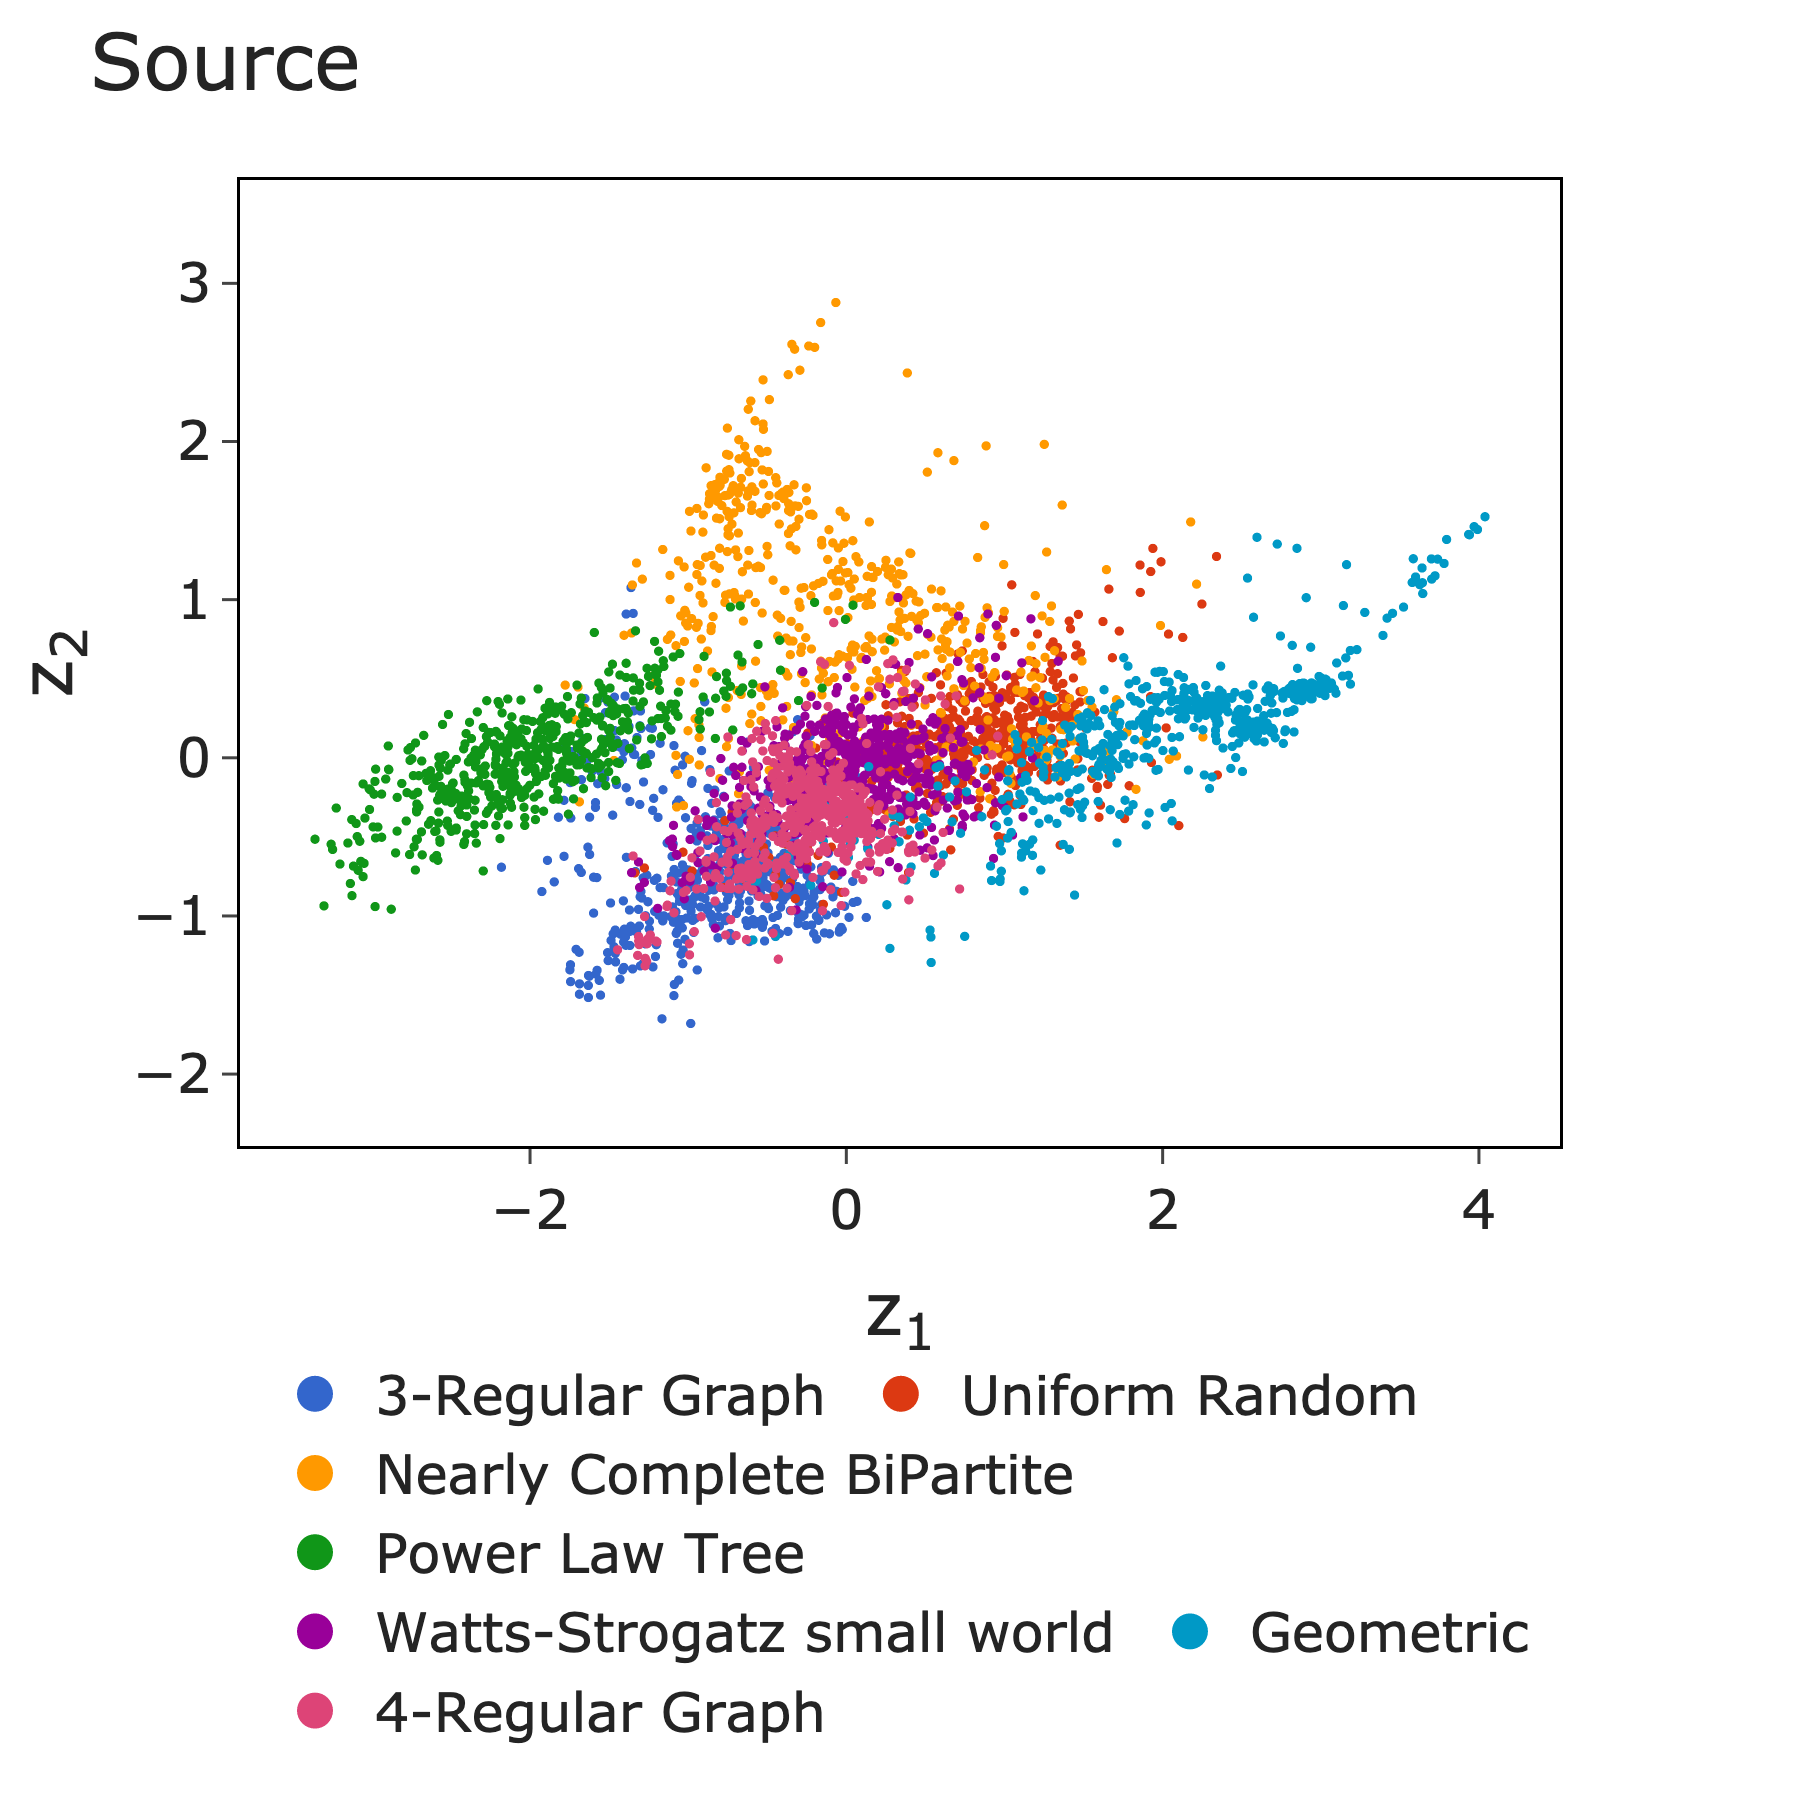 Source
z2
3
2
1
0
−1
−2
−2 0 2 4
z1
3-Regular Graph Uniform Random
Nearly Complete BiPartite
Power Law Tree
Watts-Strogatz small world Geometric
4-Regular Graph